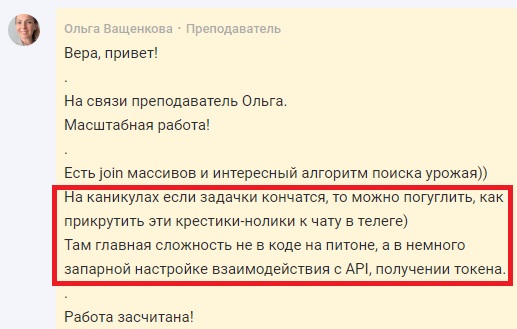 Ольга Ващенкова · Преподаватель
Вера, привет!
.
На связи преподаватель Ольга.
Масштабная работа!
.
Есть join массивов и интересный алгоритм поиска урожая))
На каникулах если задачки кончатся, то можно погуглить, как
прикрутить эти крестики-нолики к чату в телеге)
Там главная сложность не в коде на питоне, а в немного
запарной настройке взаимодействия с API, получении токена.
.
Работа засчитана!